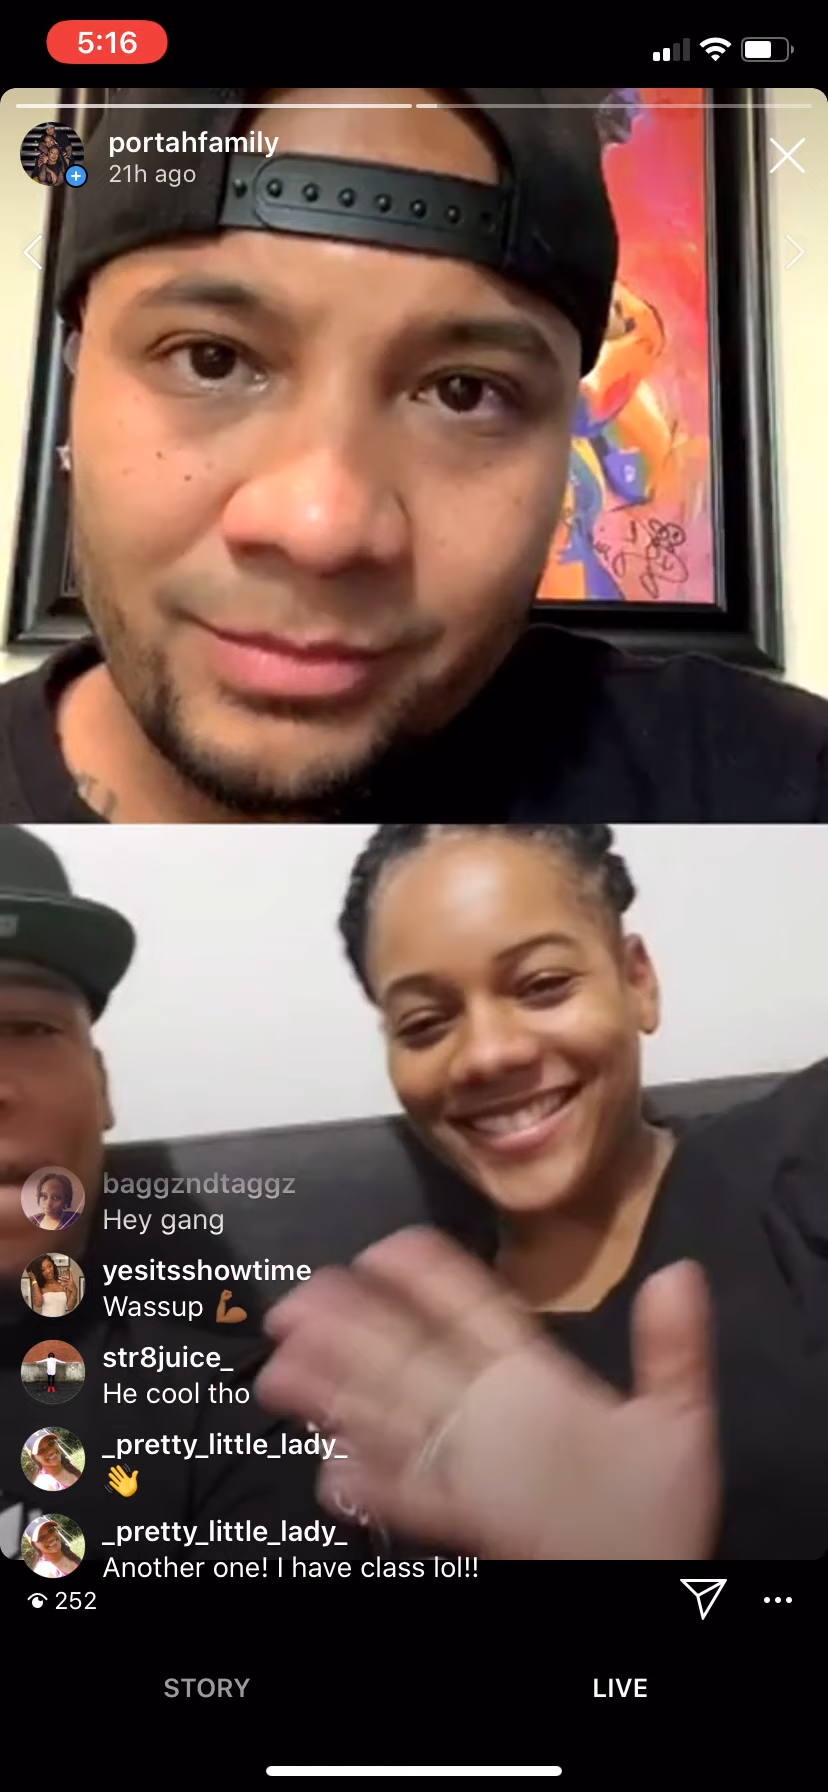 5:16
portahfamily
21h ago
baggzndtaggz
Hey gang
yesitsshowtime
Wassup 💪🏾
str8juice_
He cool tho
_pretty_little_lady_
👋
_pretty_little_lady_
Another one! I have class lol!!
252
STORY
LIVE